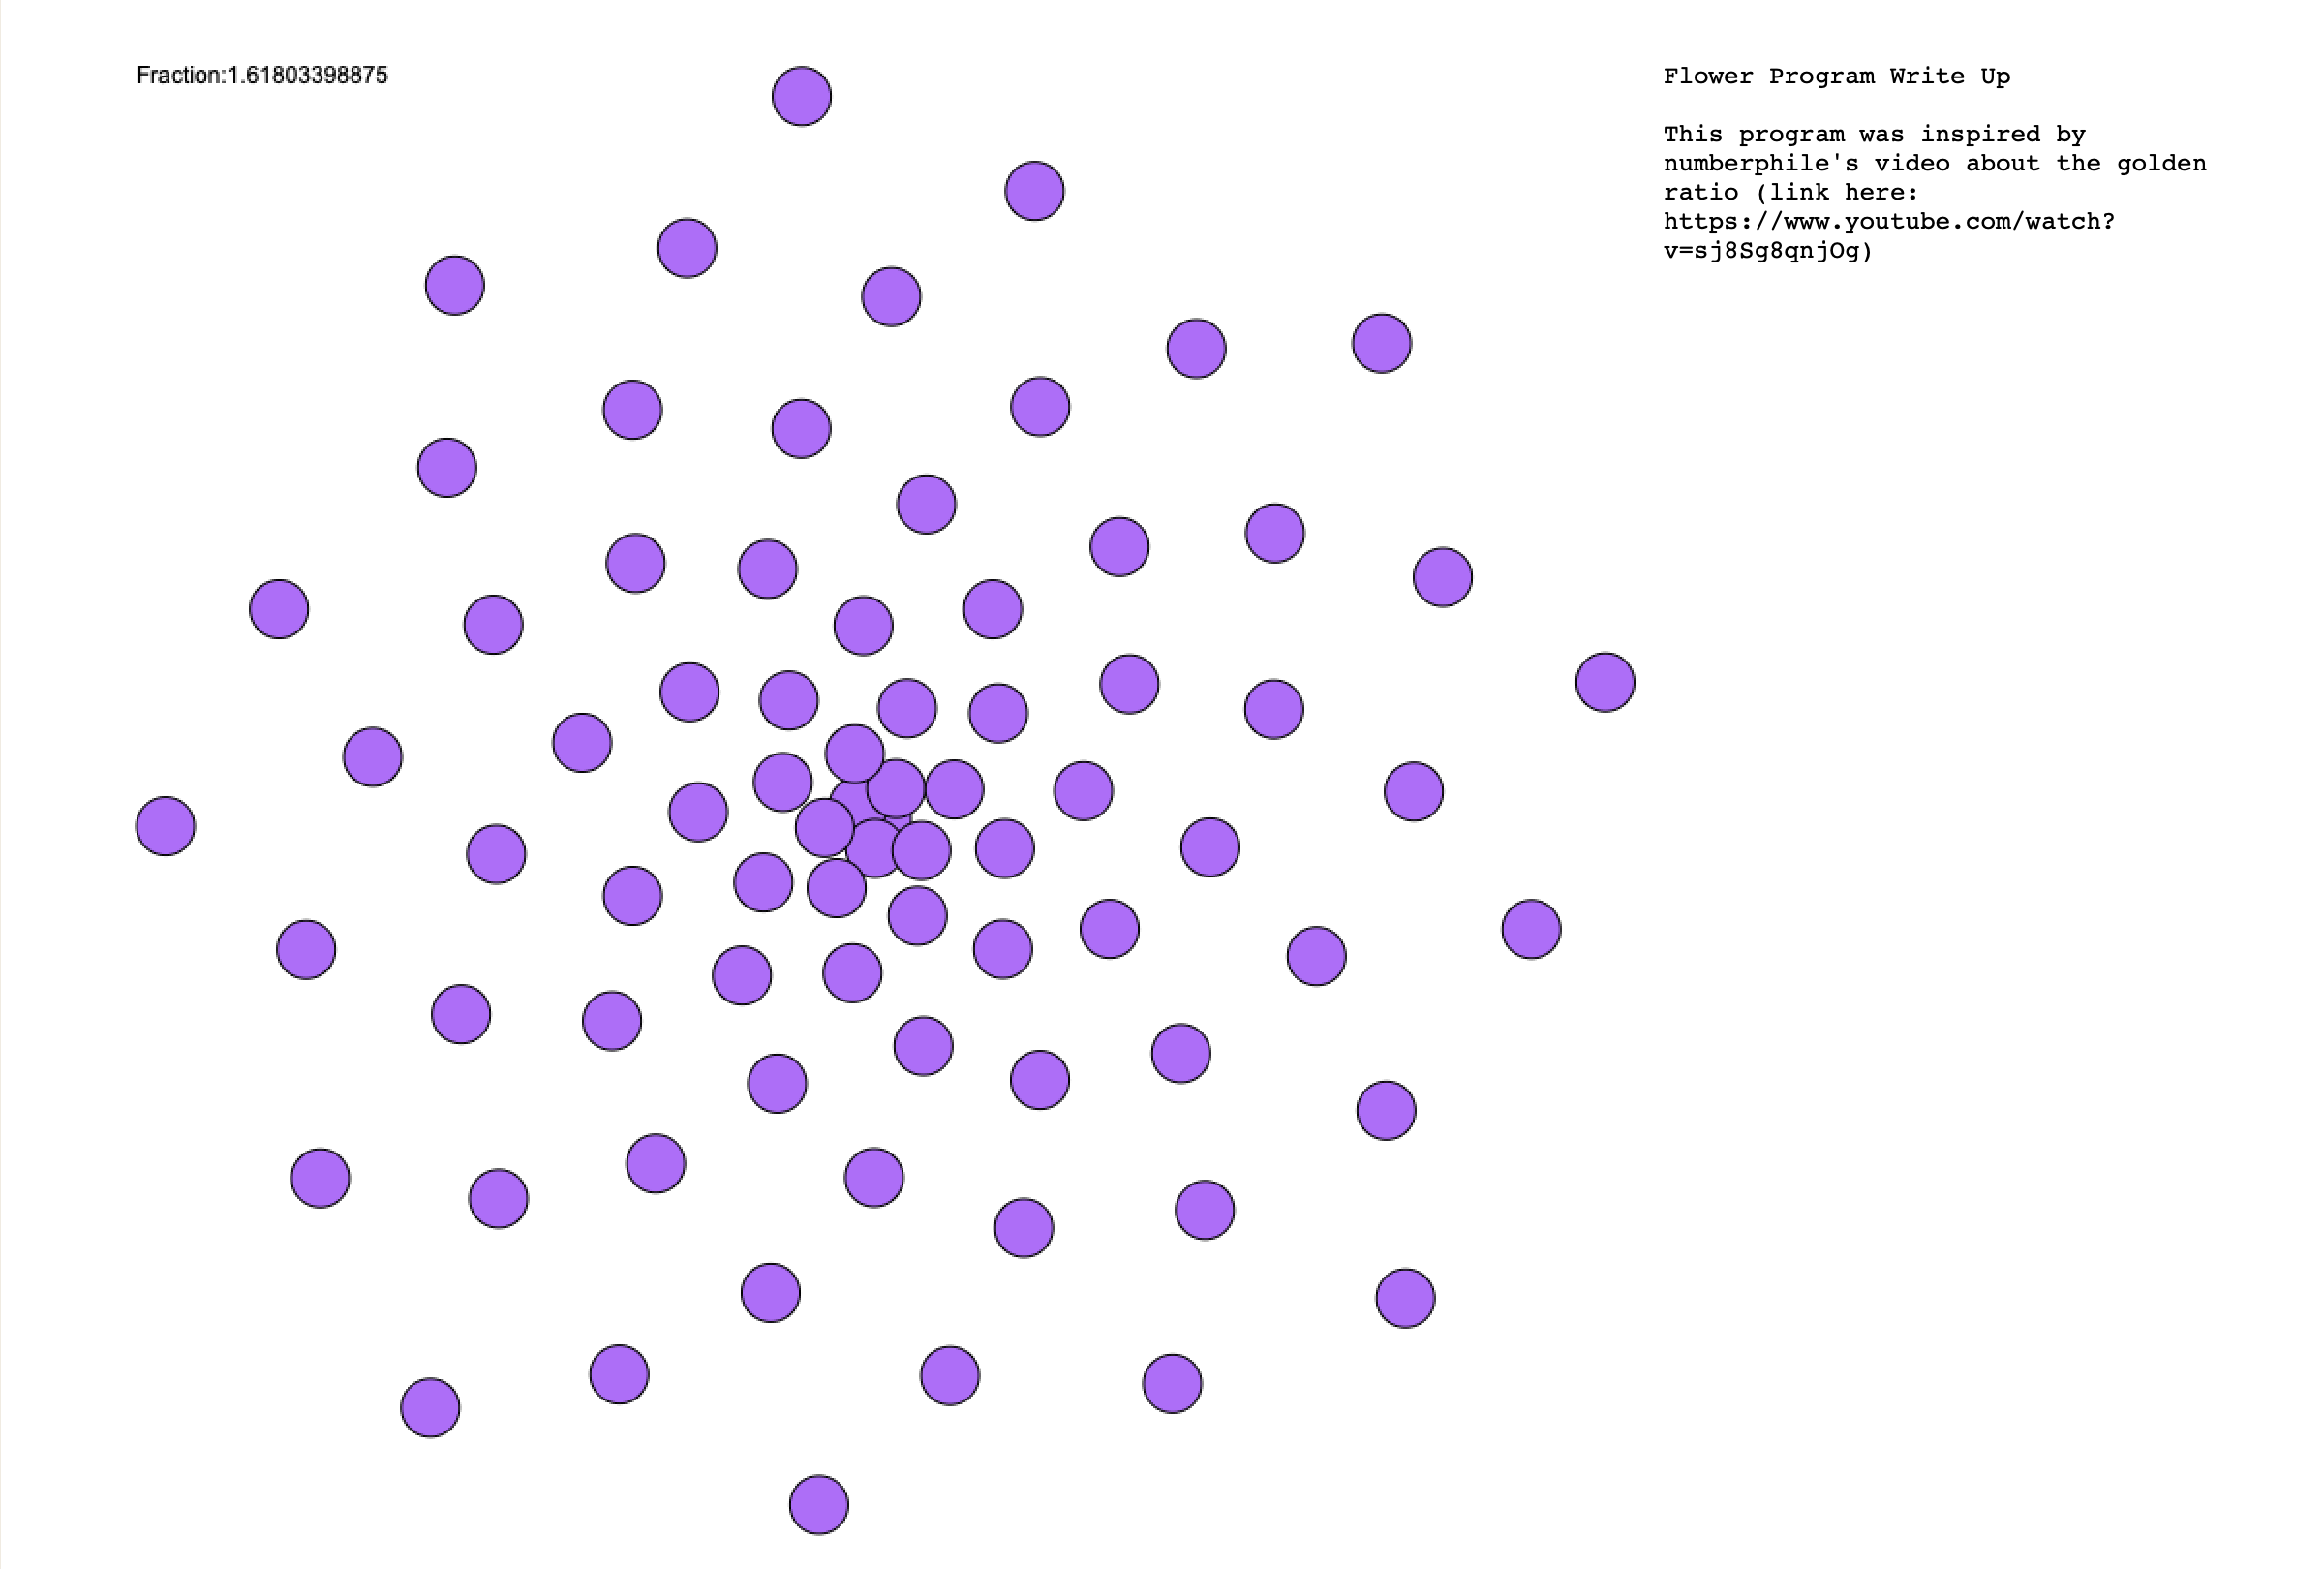 Fraction:1.61803398875
Flower Program Write Up
This program was inspired by
numberphile's video about the golden
ratio (link here:
https://www.youtube.com/watch?
v=sj8Sg8qnjOg)